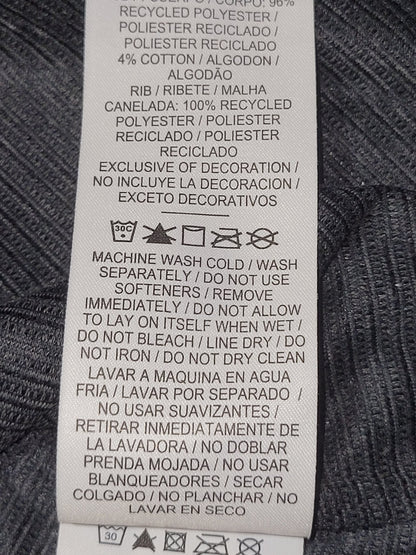 CUERPO / CORPO: 96%
RECYCLED POLYESTER /
POLIESTER RECICLADO /
POLIESTER RECICLADO
4% COTTON / ALGODON /
ALGODÃO
RIB / RIBETE / MALHA
CANELADA: 100% RECYCLED
POLYESTER / POLIESTER
RECICLADO / POLIESTER
RECICLADO
EXCLUSIVE OF DECORATION /
NO INCLUYE LA DECORACION /
EXCETO DECORATIVOS
30C
MACHINE WASH COLD / WASH
SEPARATELY / DO NOT USE
SOFTENERS / REMOVE
IMMEDIATELY / DO NOT ALLOW
TO LAY ON ITSELF WHEN WET /
DO NOT BLEACH / LINE DRY / DO
NOT IRON / DO NOT DRY CLEAN
LAVAR A MAQUINA EN AGUA
FRIA / LAVAR POR SEPARADO /
NO USAR SUAVIZANTES /
RETIRAR INMEDIATAMENTE DE
LA LAVADORA / NO DOBLAR
PRENDA MOJADA / NO USAR
BLANQUEADORES / SECAR
COLGADO / NO PLANCHAR / NO
LAVAR EN SECO
30